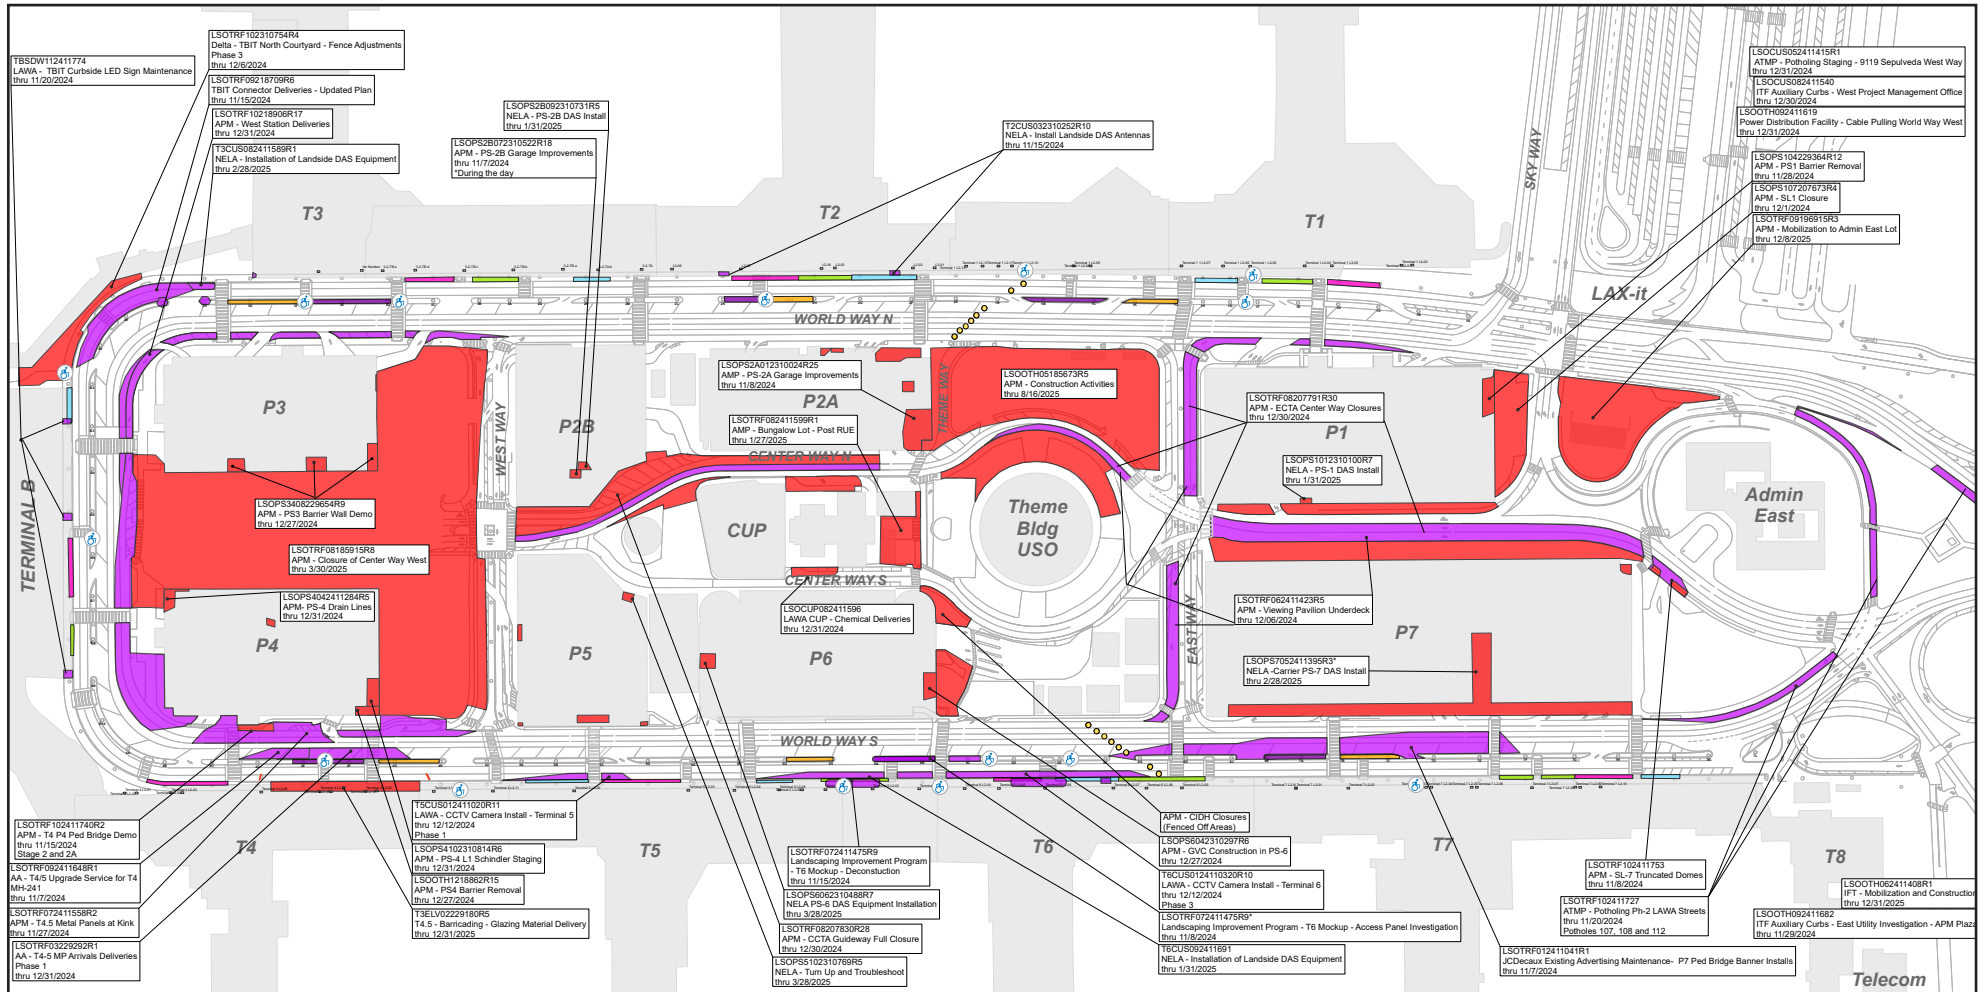 TBSDW112411774
LAWA - TBIT Curbside LED Sign Maintenance
thru 11/20/2024
LSOTRF102310754R4
Delta - TBIT North Courtyard - Fence Adjustments
Phase 3
thru 12/6/2024
LSOTRF09218709R6
TBIT Connector Deliveries - Updated Plan
thru 11/15/2024
LSOTRF10218906R17
APM - West Station Deliveries
thru 12/31/2024
T3CUS082411589R1
NELA - Installation of Landside DAS Equipment
thru 2/28/2025
LSOPS2B092310731R5
NELA - PS-2B DAS Install
thru 1/31/2025
LSOPS2B072310522R18
APM - PS-2B Garage Improvements
thru 11/7/2024
*During the day
T2CUS032310252R10
NELA - Install Landside DAS Antennas
thru 11/15/2024
LSOCUS052411415R1
ATMP - Potholing Staging - 9119 Sepulveda West Way
thru 12/31/2024
LSOCUS082411540
ITF Auxiliary Curbs - West Project Management Office
thru 12/30/2024
LSOOTH092411619
Power Distribution Facility - Cable Pulling World Way West
thru 12/31/2024
LSOPS104229364R12
APM - PS1 Barrier Removal
thru 11/28/2024
LSOPS107207673R4
APM - SL1 Closure
thru 12/1/2024
LSOTRF09196915R3
APM - Mobilization to Admin East Lot
thru 12/8/2025
SKY WAY
T3
T2
T1
LAX-it
WORLD WAY N
LSOPS2A012310024R25
AMP - PS-2A Garage Improvements
thru 11/8/2024
LSOOTH05185673R5
APM - Construction Activities
thru 8/16/2025
THEME WAY
P3
P2B
P2A
WEST WAY
LSOTRF082411599R1
AMP - Bungalow Lot - Post RUE
thru 1/27/2025
LSOTRF08207791R30
APM - ECTA Center Way Closures
thru 12/30/2024
P1
CENTER WAY N
LSOPS1012310100R7
NELA - PS-1 DAS Install
thru 1/31/2025
TERMINAL B
LSOPS3408229654R9
APM - PS3 Barrier Wall Demo
thru 12/27/2024
CUP
Theme
Bldg
USO
Admin
East
LSOTRF08185915R8
APM - Closure of Center Way West
thru 3/30/2025
CENTER WAY S
LSOPS4042411284R5
APM- PS-4 Drain Lines
thru 12/31/2024
LSOCUP082411596
LAWA CUP - Chemical Deliveries
thru 12/31/2024
LSOTRF062411423R5
APM - Viewing Pavilion Underdeck
thru 12/06/2024
EAST WAY
P4
P5
P6
P7
LSOPS7052411395R3*
NELA -Carrier PS-7 DAS Install
thru 2/28/2025
WORLD WAY S
LSOTRF102411740R2
APM - T4 P4 Ped Bridge Demo
thru 11/15/2024
Stage 2 and 2A
LSOTRF092411648R1
AA - T4/5 Upgrade Service for T4
MH-241
thru 11/7/2024
LSOTRF072411558R2
APM - T4.5 Metal Panels at Kink
thru 11/27/2024
LSOTRF03229292R1
AA - T4-5 MP Arrivals Deliveries
Phase 1
thru 12/31/2024
T4
T5CUS012411020R11
LAWA - CCTV Camera Install - Terminal 5
thru 12/12/2024
Phase 1
LSOPS4102310814R6
APM - PS-4 L1 Schindler Staging
thru 12/31/2024
LSOOTH1218862R15
APM - PS4 Barrier Removal
thru 12/27/2024
T3ELV02229180R5
T4.5 - Barricading - Glazing Material Delivery
thru 12/31/2025
T5
LSOTRF072411475R9
Landscaping Improvement Program
- T6 Mockup - Deconstuction
thru 11/15/2024
LSOPS6062310488R7
NELA PS-6 DAS Equipment Installation
thru 3/28/2025
LSOTRF08207830R28
APM - CCTA Guideway Full Closure
thru 12/30/2024
LSOPS5102310769R5
NELA - Turn Up and Troubleshoot
thru 3/28/2025
T6
APM - CIDH Closures
(Fenced Off Areas)
LSOPS6042310297R6
APM - GVC Construction in PS-6
thru 12/27/2024
T6CUS0124110320R10
LAWA - CCTV Camera Install - Terminal 6
thru 12/12/2024
Phase 3
LSOTRF072411475R9*
Landscaping Improvement Program - T6 Mockup - Access Panel Investigation
thru 11/8/2024
T6CUS092411691
NELA - Installation of Landside DAS Equipment
thru 1/31/2025
T7
LSOTRF012411041R1
JCDecaux Existing Advertising Maintenance- P7 Ped Bridge Banner Installs
thru 11/7/2024
LSOTRF102411753
APM - SL-7 Truncated Domes
thru 11/8/2024
LSOTRF102411727
ATMP - Potholing Ph-2 LAWA Streets
thru 11/20/2024
Potholes 107, 108 and 112
T8
LSOOTH062411408R1
IFT - Mobilization and Construction
thru 12/31/2025
LSOOTH092411682
ITF Auxiliary Curbs - East Utility Investigation - APM Plaza
thru 11/29/2024
Telecom